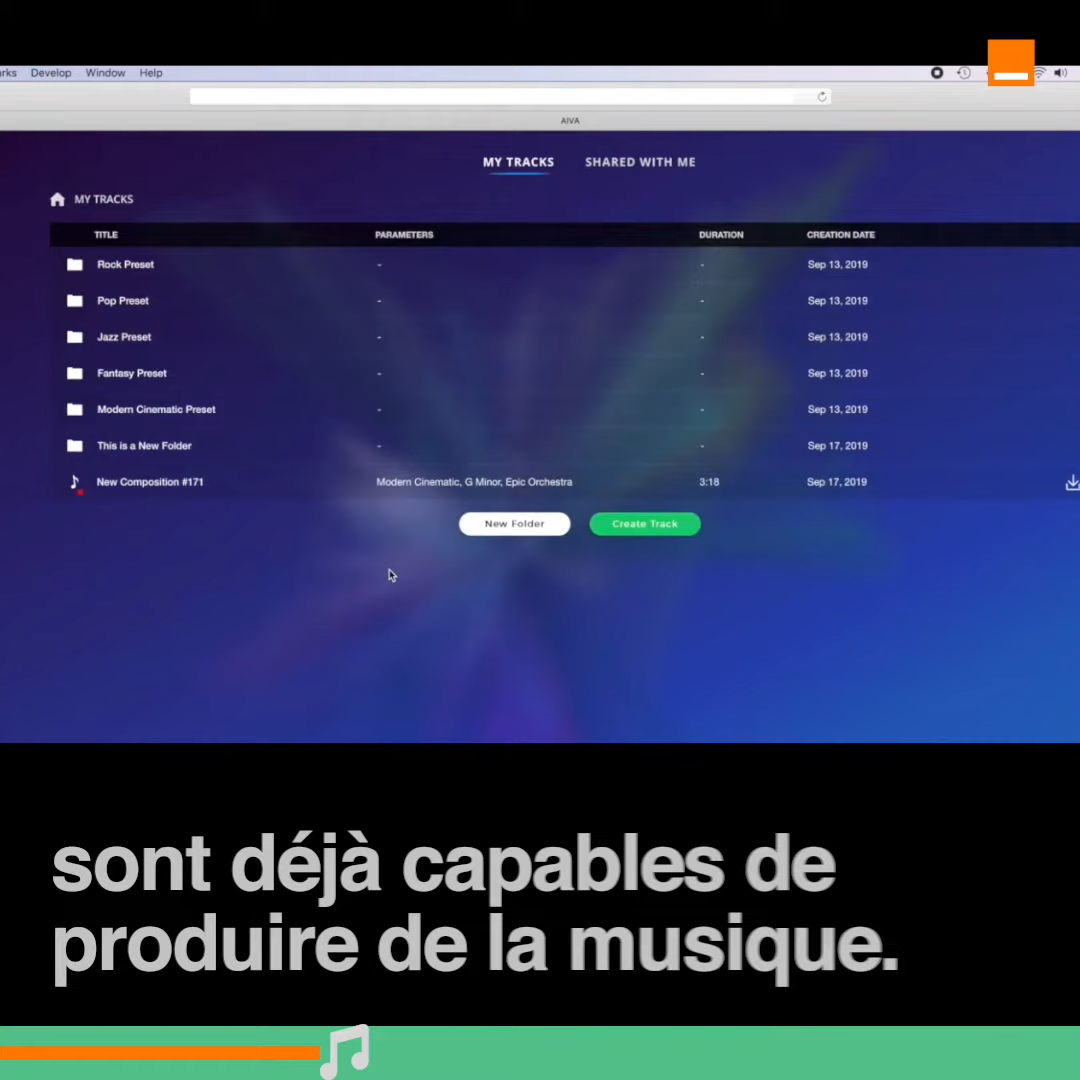 Develop Window Help
AIVA
MY TRACKS SHARED WITH ME
MY TRACKS
TITLE PARAMETERS DURATION CREATION DATE
Rock Preset - - Sep 13, 2019
Pop Preset - - Sep 13, 2019
Jazz Preset - - Sep 13, 2019
Fantasy Preset - - Sep 13, 2019
Modern Cinematic Preset - - Sep 13, 2019
This is a New Folder - - Sep 17, 2019
New Composition #171 Modern Cinematic, G Minor, Epic Orchestra 3:18 Sep 17, 2019
New Folder Create Track
sont déjà capables de
produire de la musique.